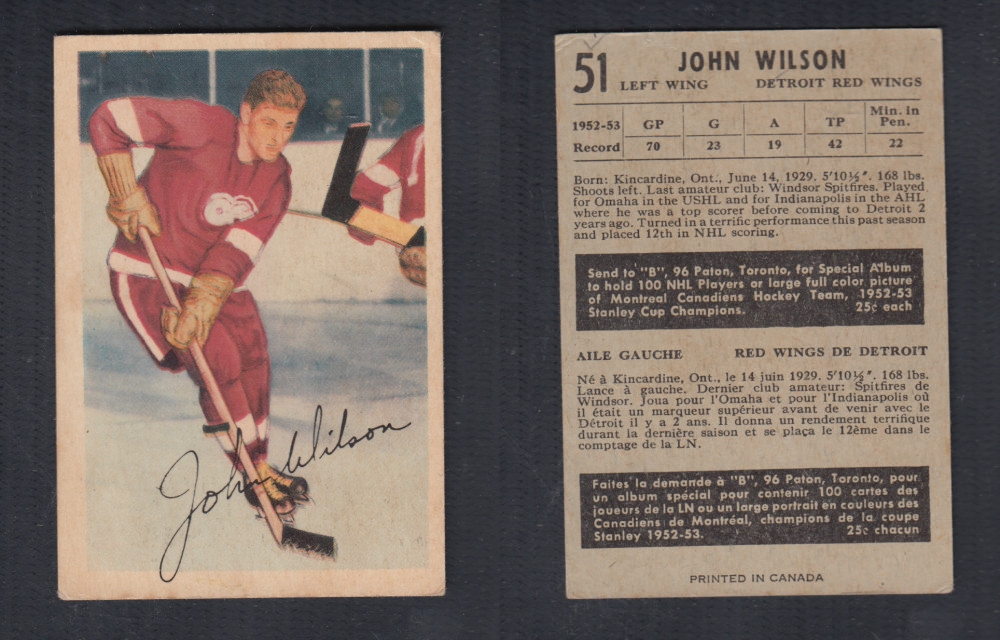 John Wilson
51 JOHN WILSON
LEFT WING DETROIT RED WINGS
1952-53 GP G A TP Min. in Pen.
Record 70 23 19 42 22
Born: Kincardine, Ont., June 14, 1929. 5'10½". 168 lbs.
Shoots left. Last amateur club: Windsor Spitfires. Played
for Omaha in the USHL and for Indianapolis in the AHL
where he was a top scorer before coming to Detroit 2
years ago. Turned in a terrific performance this past season
and placed 12th in NHL scoring.
Send to "B", 96 Paton, Toronto, for Special Album
to hold 100 NHL Players or large full color picture
of Montreal Canadiens Hockey Team, 1952-53
Stanley Cup Champions. 25¢ each
AILE GAUCHE RED WINGS DE DETROIT
Né à Kincardine, Ont., le 14 juin 1929. 5'10½". 168 lbs.
Lance à gauche. Dernier club amateur: Spitfires de
Windsor. Joua pour l'Omaha et pour l'Indianapolis où
il était un marqueur supérieur avant de venir avec le
Détroit il y a 2 ans. Il donna un rendement terrifique
durant la dernière saison et se plaça le 12ème dans le
comptage de la LN.
Faites la demande à "B", 96 Paton, Toronto, pour
un album spécial pour contenir 100 cartes des
joueurs de la LN ou un large portrait en couleurs des
Canadiens de Montréal, champions de la coupe
Stanley 1952-53. 25c chacun
PRINTED IN CANADA